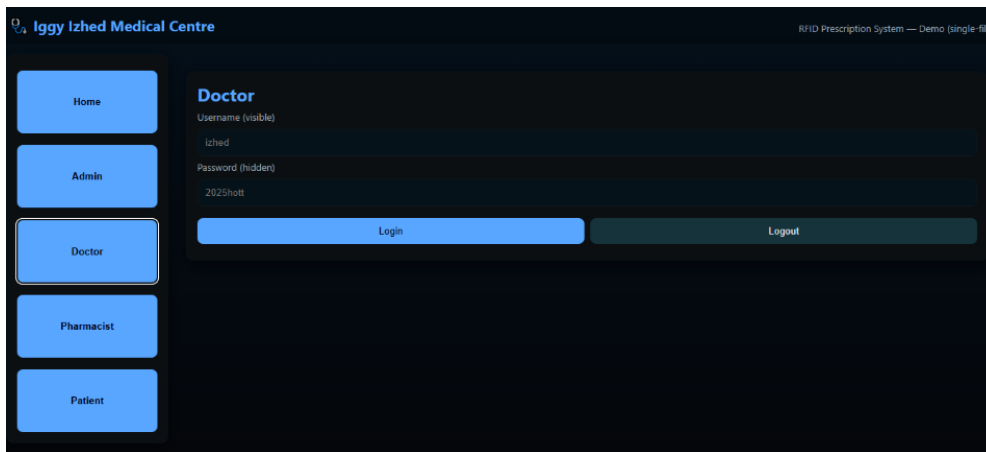 Iggy Izhed Medical Centre
RFID Prescription System — Demo (single-fil
Home
Admin
Doctor
Pharmacist
Patient
Doctor
Username (visible)
izhed
Password (hidden)
2025hott
Login
Logout